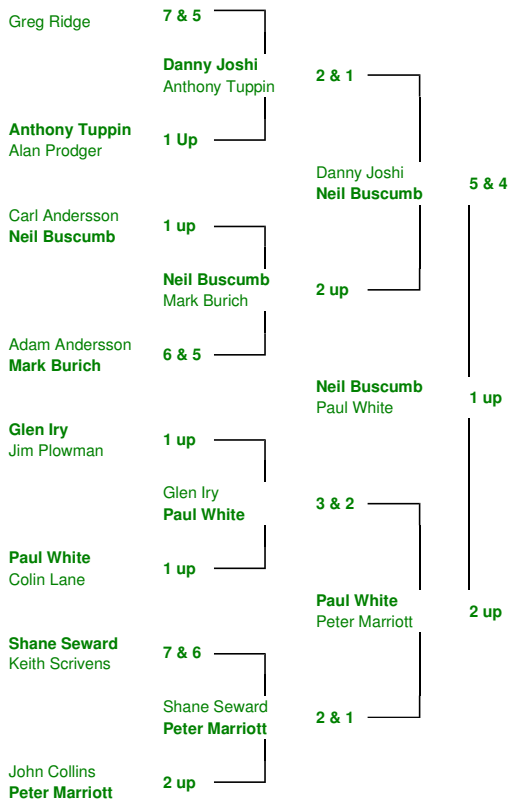 Greg Ridge
7 & 5
Danny Joshi
Anthony Tuppin
2 & 1
Anthony Tuppin
Alan Prodger
1 Up
Danny Joshi
Neil Buscumb
5 & 4
Carl Andersson
Neil Buscumb
1 up
Neil Buscumb
Mark Burich
2 up
Adam Andersson
Mark Burich
6 & 5
Neil Buscumb
Paul White
1 up
Glen Iry
Jim Plowman
1 up
Glen Iry
Paul White
3 & 2
Paul White
Colin Lane
1 up
Paul White
Peter Marriott
2 up
Shane Seward
Keith Scrivens
7 & 6
Shane Seward
Peter Marriott
2 & 1
John Collins
Peter Marriott
2 up